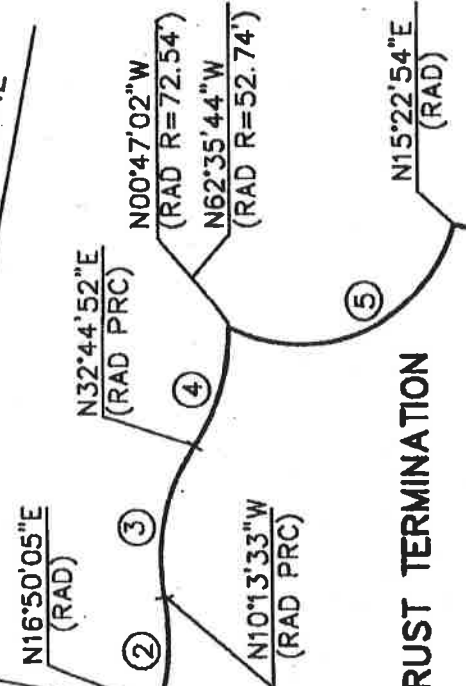 N00°47'02"W
(RAD R=72.54')
N62°35'44"W
(RAD R=52.74')
N15°22'54"E
(RAD)
N32°44'52"E
(RAD PRC)
N16°50'05"E
(RAD)
N10°13'33"W
(RAD PRC)
2
3
4
5
RUST TERMINATION